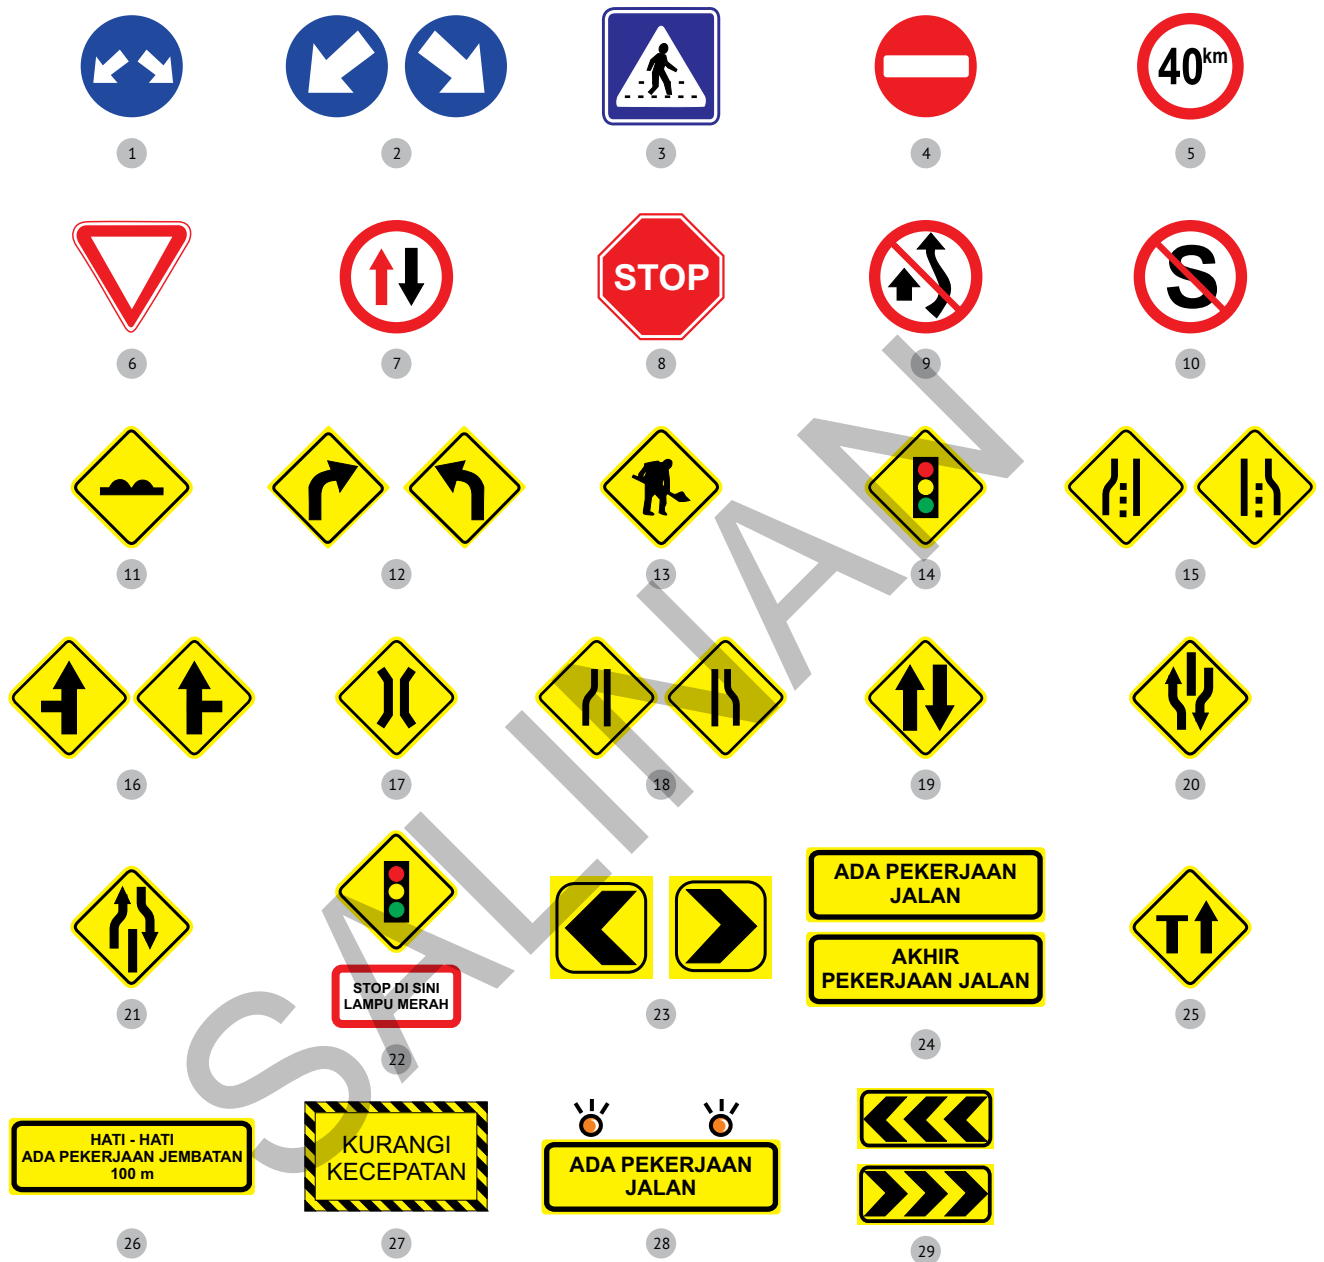 40km
1
2
3
4
5
STOP
S
6
7
8
9
10
11
12
13
14
15
16
17
18
19
20
STOP DI SINI
LAMPU MERAH
ADA PEKERJAAN
JALAN
AKHIR
PEKERJAAN JALAN
T
21
22
23
24
25
HATI - HATI
ADA PEKERJAAN JEMBATAN
100 m
KURANGI
KECEPATAN
ADA PEKERJAAN
JALAN
26
27
28
29
SALINAN